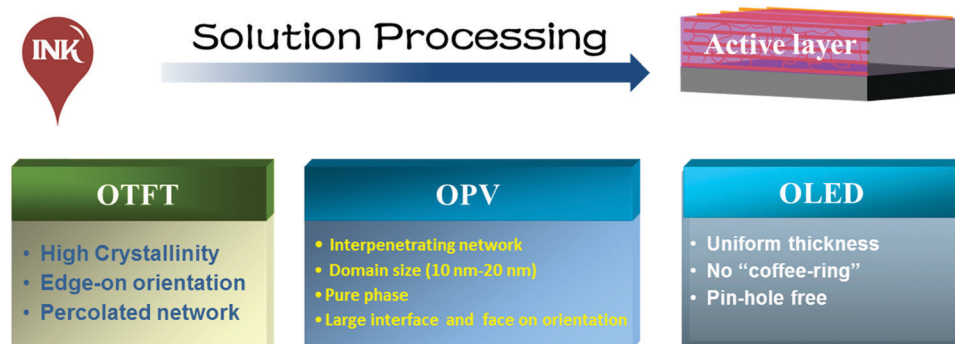 INK
Solution Processing
Active layer
OTFT
• High Crystallinity
• Edge-on orientation
• Percolated network
OPV
• Interpenetrating network
• Domain size (10 nm-20 nm)
• Pure phase
• Large interface and face on orientation
OLED
• Uniform thickness
• No “coffee-ring”
• Pin-hole free